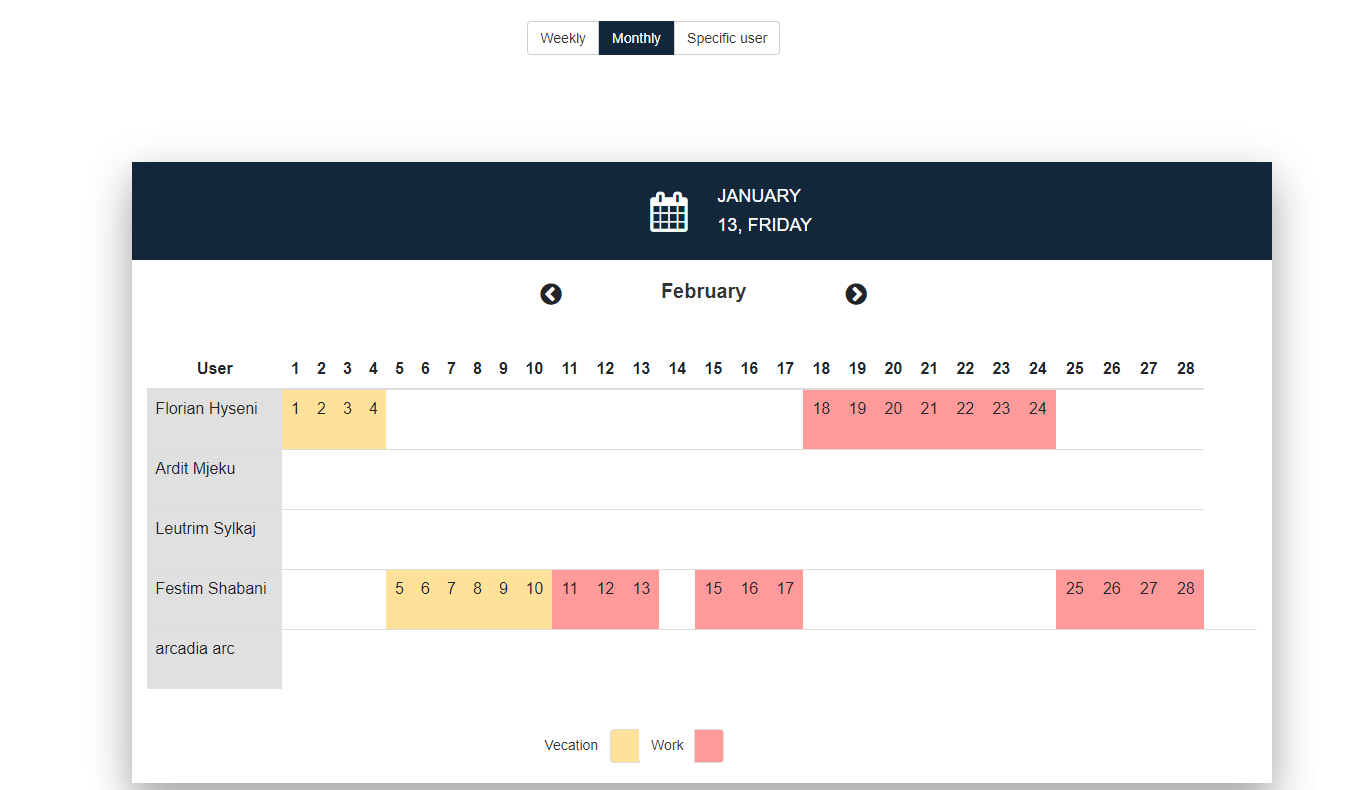 Weekly Monthly Specific user
JANUARY
13, FRIDAY
February
User 1 2 3 4 5 6 7 8 9 10 11 12 13 14 15 16 17 18 19 20 21 22 23 24 25 26 27 28
Florian Hyseni 1 2 3 4 18 19 20 21 22 23 24
Ardit Mjeku
Leutrim Sylkaj
Festim Shabani 5 6 7 8 9 10 11 12 13 15 16 17 25 26 27 28
arcadia arc
Vecation Work